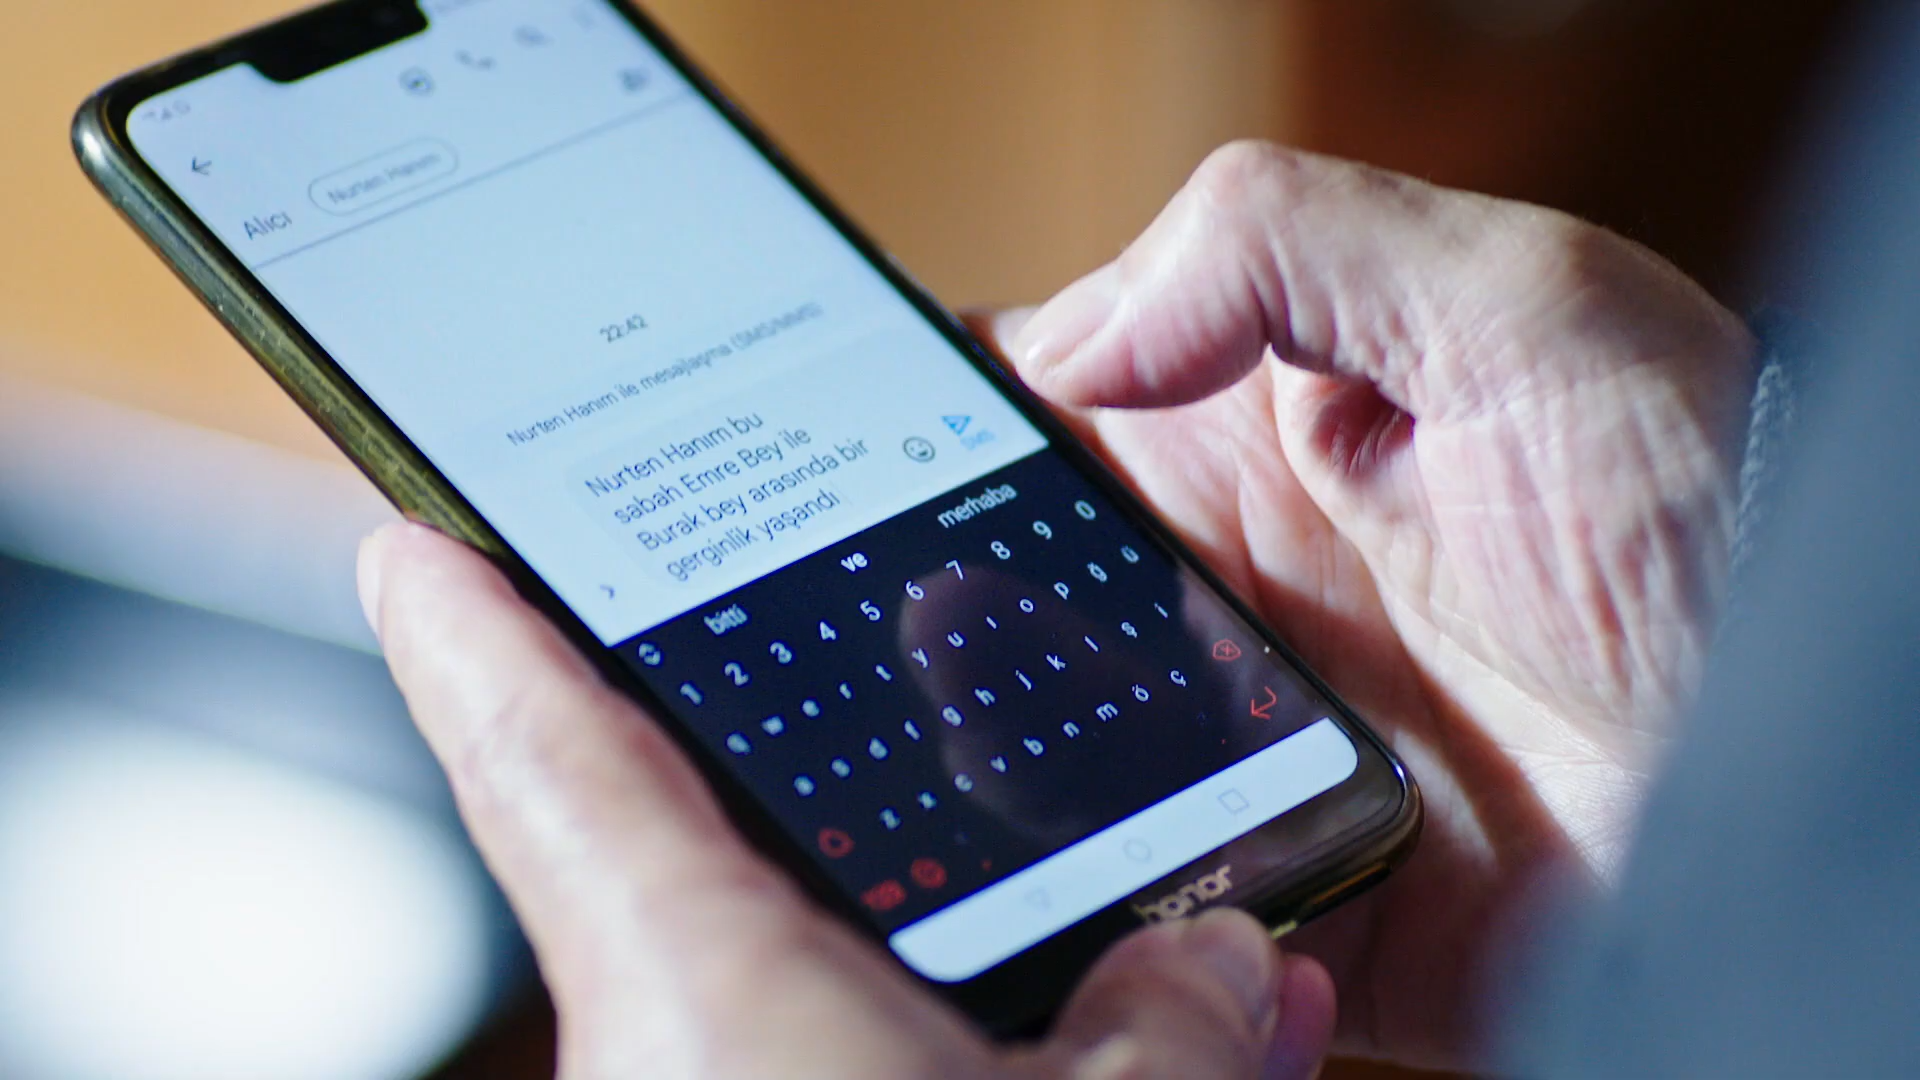 Alıcı
Nurten Hanım
22:42
Nurten Hanım ile mesajlaşma (SMS/MMS)
Nurten Hanım bu
sabah Emre Bey ile
Burak bey arasında bir
gerginlik yaşandı
SMS
bitti ve merhaba
1 2 3 4 5 6 7 8 9 0
q w e r t y u ı o p ğ ü
a s d f g h j k l ş i
z x c v b n m ö ç
honor